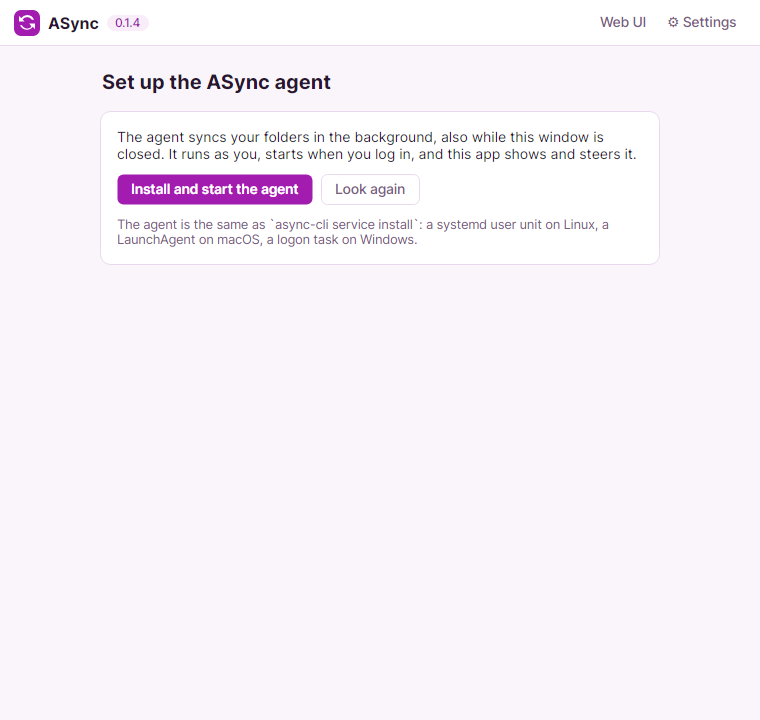 ASync 0.1.4 Web UI ⚙ Settings
Set up the ASync agent
The agent syncs your folders in the background, also while this window is
closed. It runs as you, starts when you log in, and this app shows and steers it.
Install and start the agent Look again
The agent is the same as `async-cli service install`: a systemd user unit on Linux, a
LaunchAgent on macOS, a logon task on Windows.